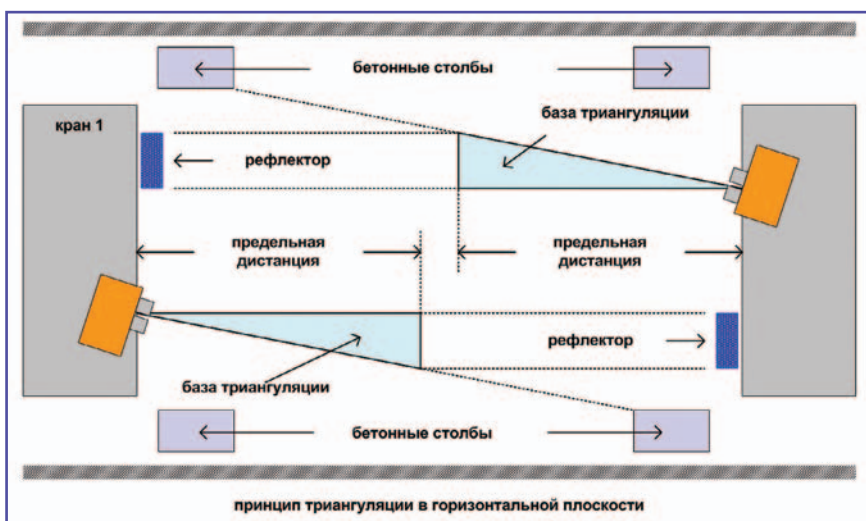 бетонные столбы
база триангуляции
кран 1
рефлектор
предельная
дистанция
предельная
дистанция
рефлектор
база триангуляции
бетонные столбы
принцип триангуляции в горизонтальной плоскости